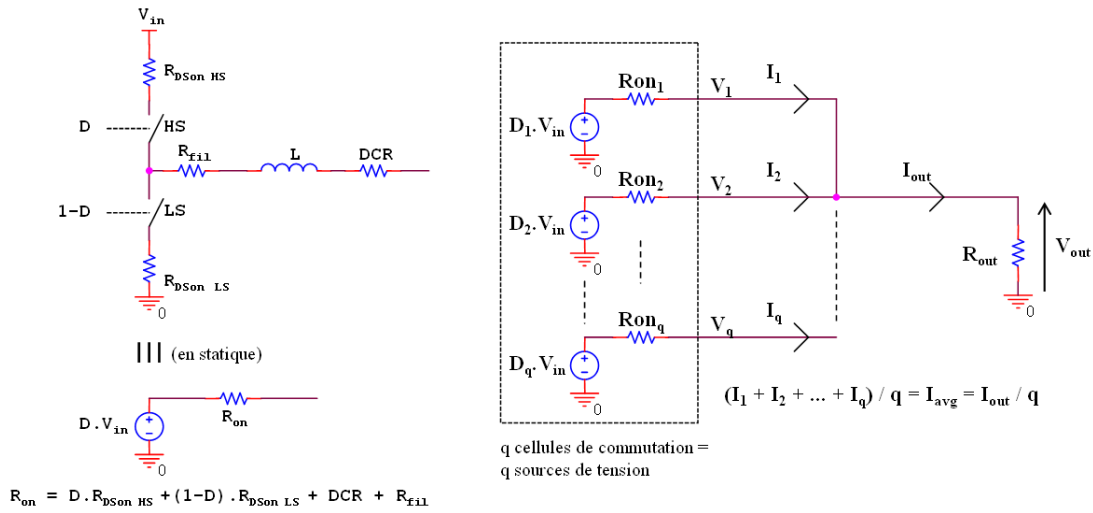 Vin
RDSon HS
D
HS
Rfil
L
DCR
1-D
LS
RDSon LS
0
(en statique)
D.Vin
Ron
0
Ron = D.RDSon HS +(1-D).RDSon LS + DCR + Rfil
Ron1
V1
I1
D1.Vin
0
Ron2
V2
I2
Iout
D2.Vin
0
Rout
Vout
0
Ronq
Vq
Iq
Dq.Vin
0
(I1 + I2 + ... + Iq) / q = Iavg = Iout / q
q cellules de commutation =
q sources de tension